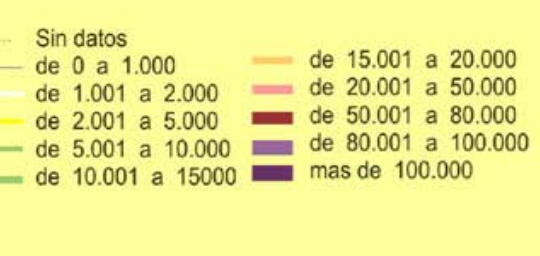 Sin datos
de 0 a 1.000
de 1.001 a 2.000
de 2.001 a 5.000
de 5.001 a 10.000
de 10.001 a 15000
de 15.001 a 20.000
de 20.001 a 50.000
de 50.001 a 80.000
de 80.001 a 100.000
mas de 100.000